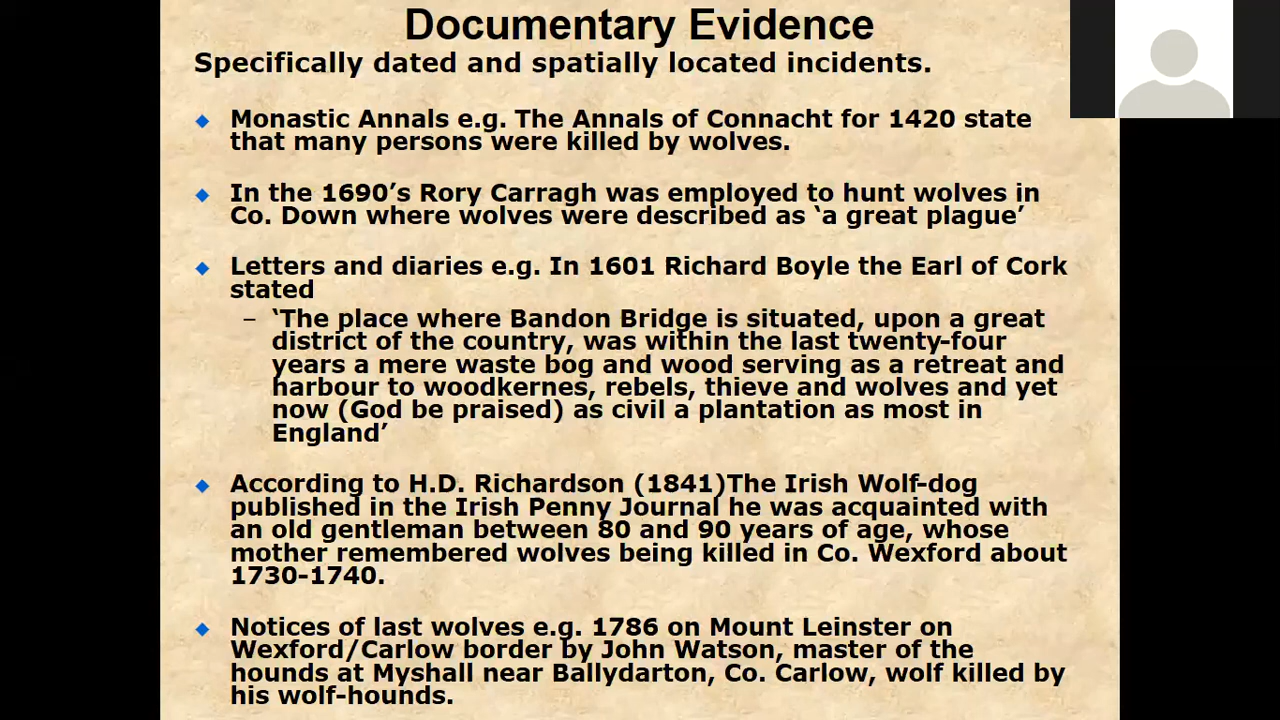 Documentary Evidence
Specifically dated and spatially located incidents.
Monastic Annals e.g. The Annals of Connacht for 1420 state
that many persons were killed by wolves.
In the 1690’s Rory Carragh was employed to hunt wolves in
Co. Down where wolves were described as ‘a great plague’
Letters and diaries e.g. In 1601 Richard Boyle the Earl of Cork
stated
– ‘The place where Bandon Bridge is situated, upon a great
district of the country, was within the last twenty-four
years a mere waste bog and wood serving as a retreat and
harbour to woodkernes, rebels, thieve and wolves and yet
now (God be praised) as civil a plantation as most in
England’
According to H.D. Richardson (1841)The Irish Wolf-dog
published in the Irish Penny Journal he was acquainted with
an old gentleman between 80 and 90 years of age, whose
mother remembered wolves being killed in Co. Wexford about
1730-1740.
Notices of last wolves e.g. 1786 on Mount Leinster on
Wexford/Carlow border by John Watson, master of the
hounds at Myshall near Ballydarton, Co. Carlow, wolf killed by
his wolf-hounds.